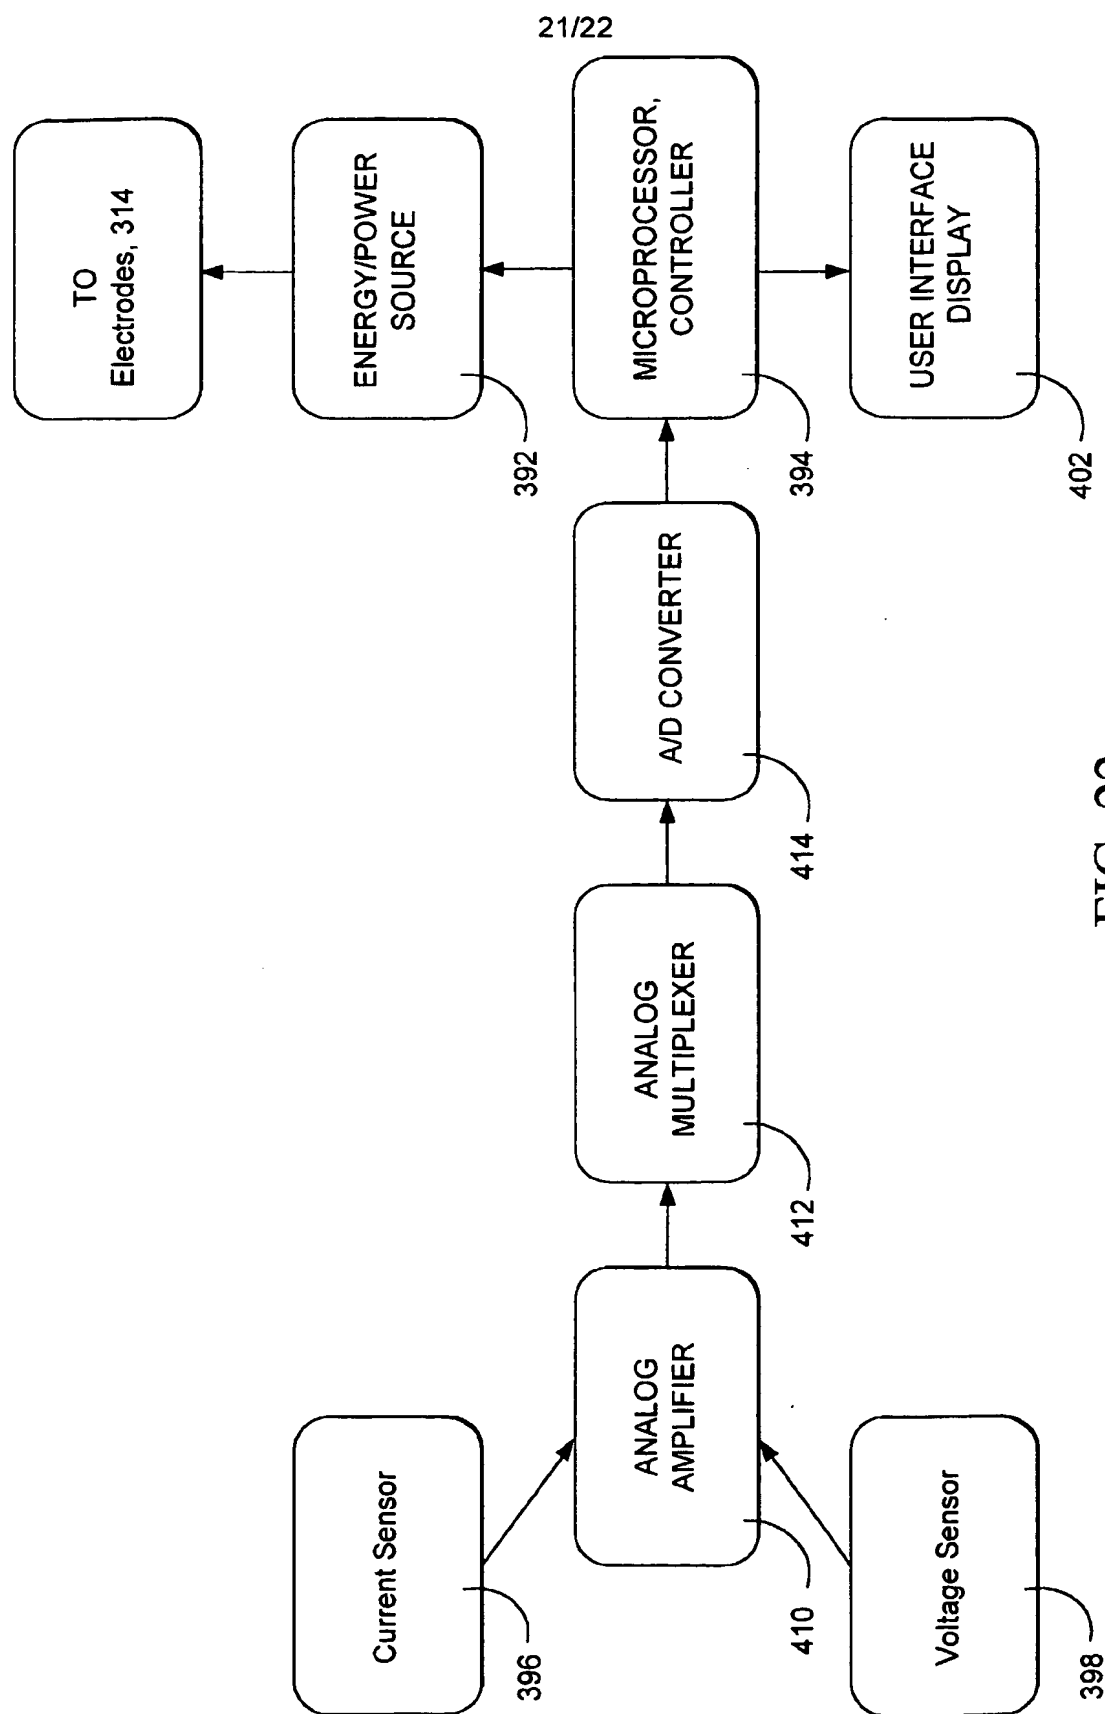 21/22
TO
Electrodes, 314
ENERGY/POWER
SOURCE
392
MICROPROCESSOR,
CONTROLLER
394
USER INTERFACE
DISPLAY
402
A/D CONVERTER
414
ANALOG
MULTIPLEXER
412
ANALOG
AMPLIFIER
410
Current Sensor
396
Voltage Sensor
398
FIG.